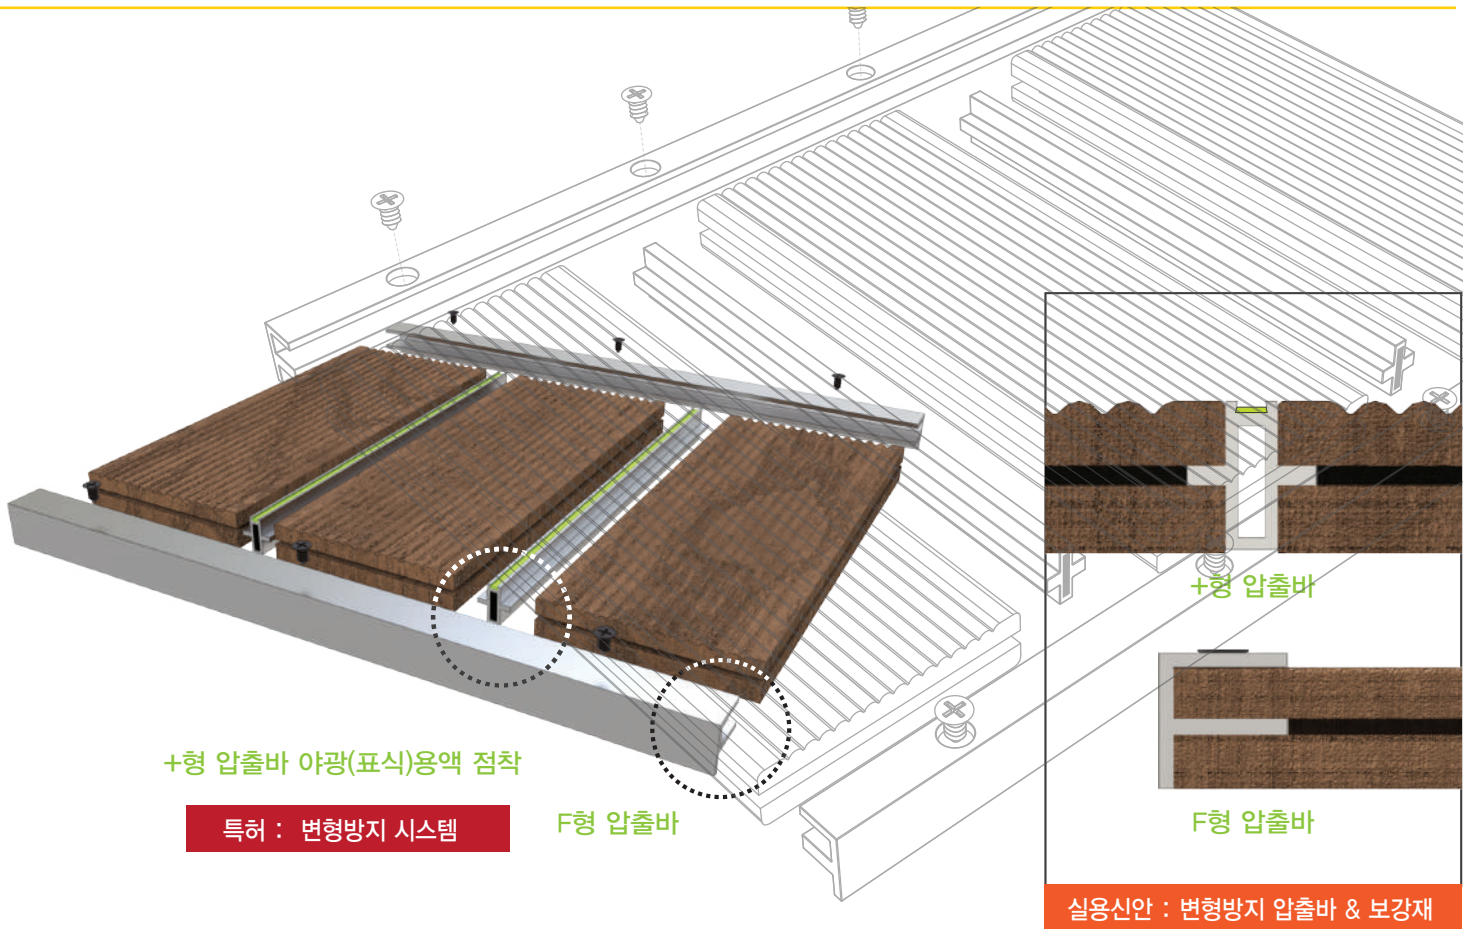 +형 압출바
+형 압출바 야광(표식)용액 점착
특허 : 변형방지 시스템
F형 압출바
F형 압출바
실용신안 : 변형방지 압출바 & 보강재